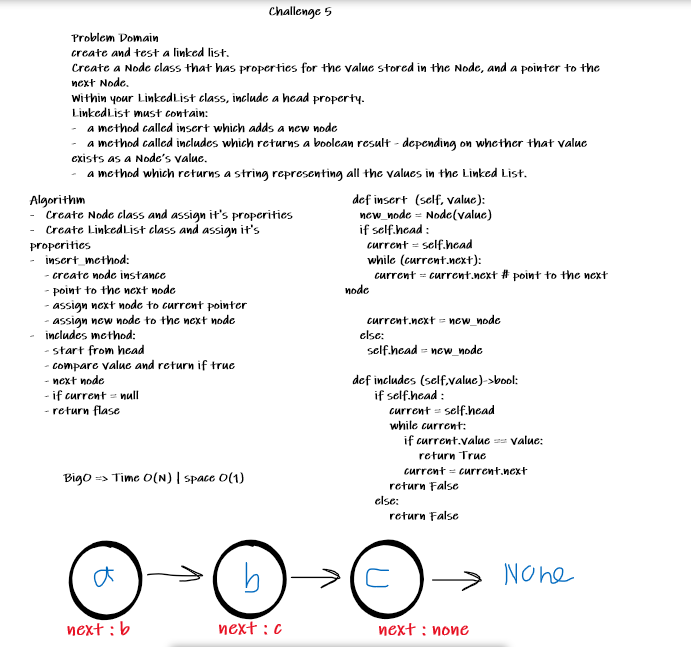 Challenge 5
Problem Domain
create and test a linked list.
Create a Node class that has properties for the value stored in the Node, and a pointer to the
next Node.
Within your LinkedList class, include a head property.
LinkedList must contain:
- a method called insert which adds a new node
- a method called includes which returns a boolean result - depending on whether that value
exists as a Node's value.
- a method which returns a string representing all the values in the Linked List.
Algorithm
- Create Node class and assign it's properities
- Create LinkedList class and assign it's
properities
- insert_method:
- create node instance
- point to the next node
- assign next node to current pointer
- assign new node to the next node
- includes method:
- start from head
- compare value and return if true
- next node
- if current = null
- return flase
BigO => Time O(N) | space O(1)
def insert (self, value):
new_node = Node(value)
if self.head :
current = self.head
while (current.next):
current = current.next # point to the next
node
current.next = new_node
else:
self.head = new_node
def includes (self,value)->bool:
if self.head :
current = self.head
while current:
if current.value == value:
return True
current = current.next
return False
else:
return False
a b c None
next : b next : c next : none